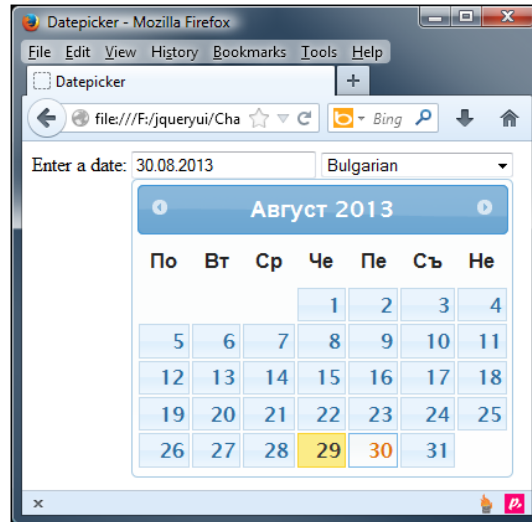 Datepicker - Mozilla Firefox
File Edit View History Bookmarks Tools Help
Datepicker
file:///F:/jqueryui/Cha Bing
Enter a date: 30.08.2013 Bulgarian
Август 2013
По Вт Ср Че Пе Съ Не
1 2 3 4
5 6 7 8 9 10 11
12 13 14 15 16 17 18
19 20 21 22 23 24 25
26 27 28 29 30 31